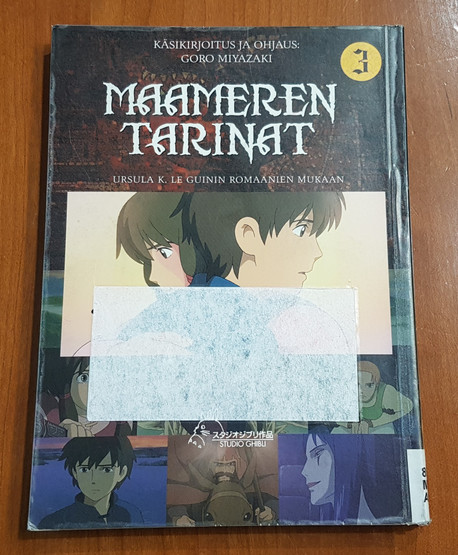 KÄSIKIRJOITUS JA OHJAUS:
GORO MIYAZAKI
3
MAAMEREN
TARINAT
URSULA K. LE GUININ ROMAANIEN MUKAAN
スタジオジブリ作品
STUDIO GHIBLI
8
M
A